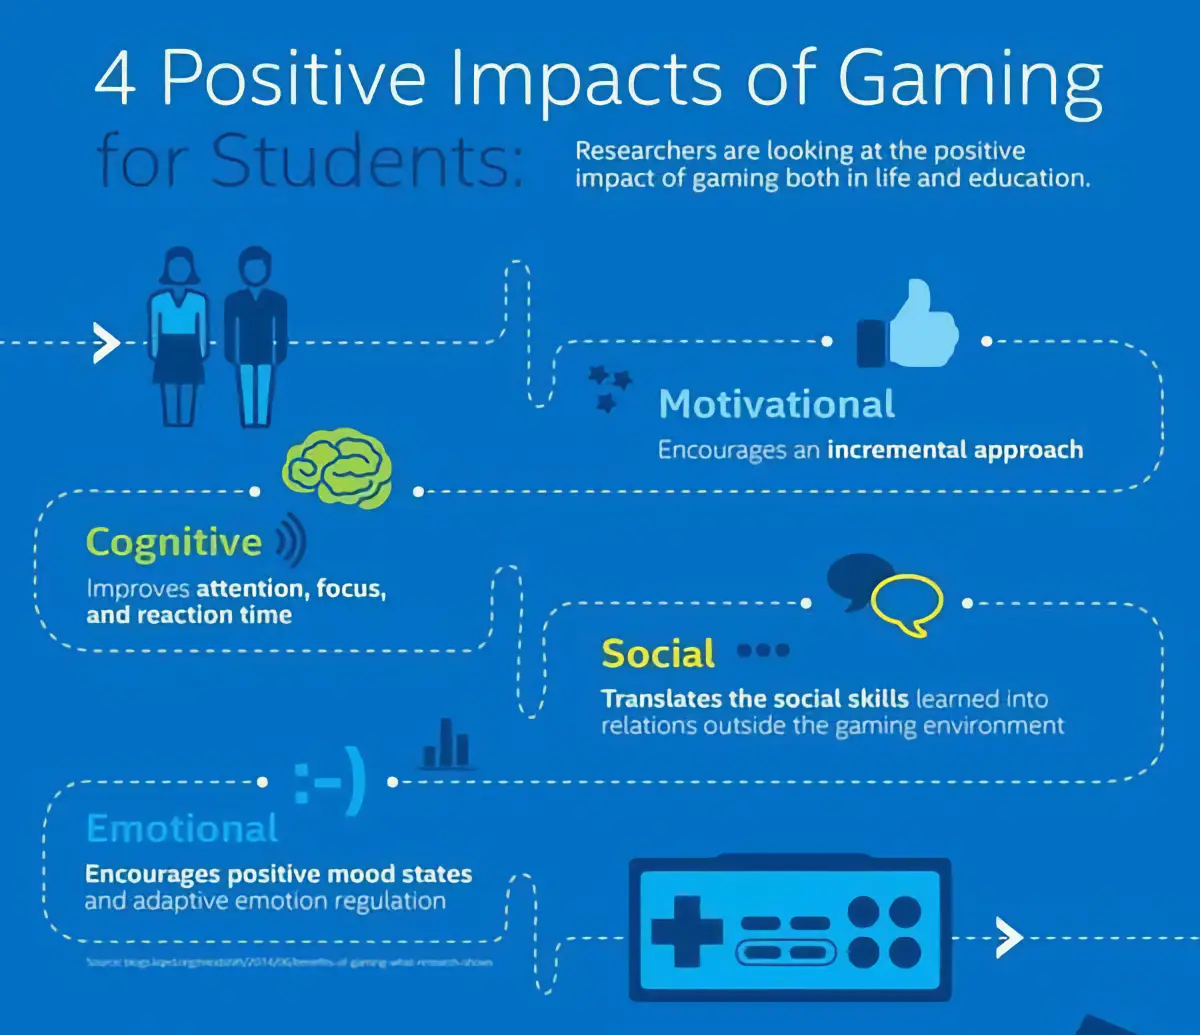 4 Positive Impacts of Gaming
for Students:
Researchers are looking at the positive
impact of gaming both in life and education.
Motivational
Encourages an incremental approach
Cognitive
Improves attention, focus,
and reaction time
Social
Translates the social skills learned into
relations outside the gaming environment
:-)
Emotional
Encourages positive mood states
and adaptive emotion regulation
Source: